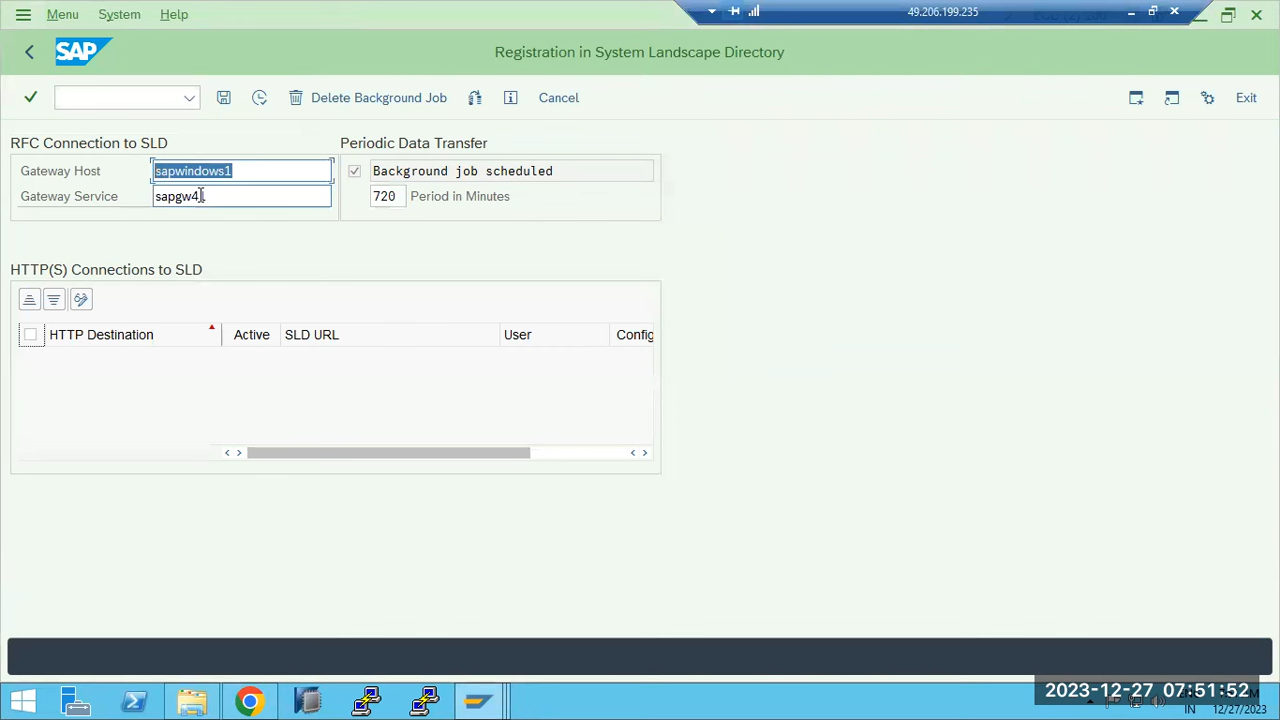 Menu System Help
49.206.199.235
SAP
Registration in System Landscape Directory
Delete Background Job Cancel Exit
RFC Connection to SLD Periodic Data Transfer
Gateway Host sapwindows1 Background job scheduled
Gateway Service 720 Period in Minutes
HTTP(S) Connections to SLD
HTTP Destination Active SLD URL User Config
2023-12-27 07:51:52
IN 12/27/2023